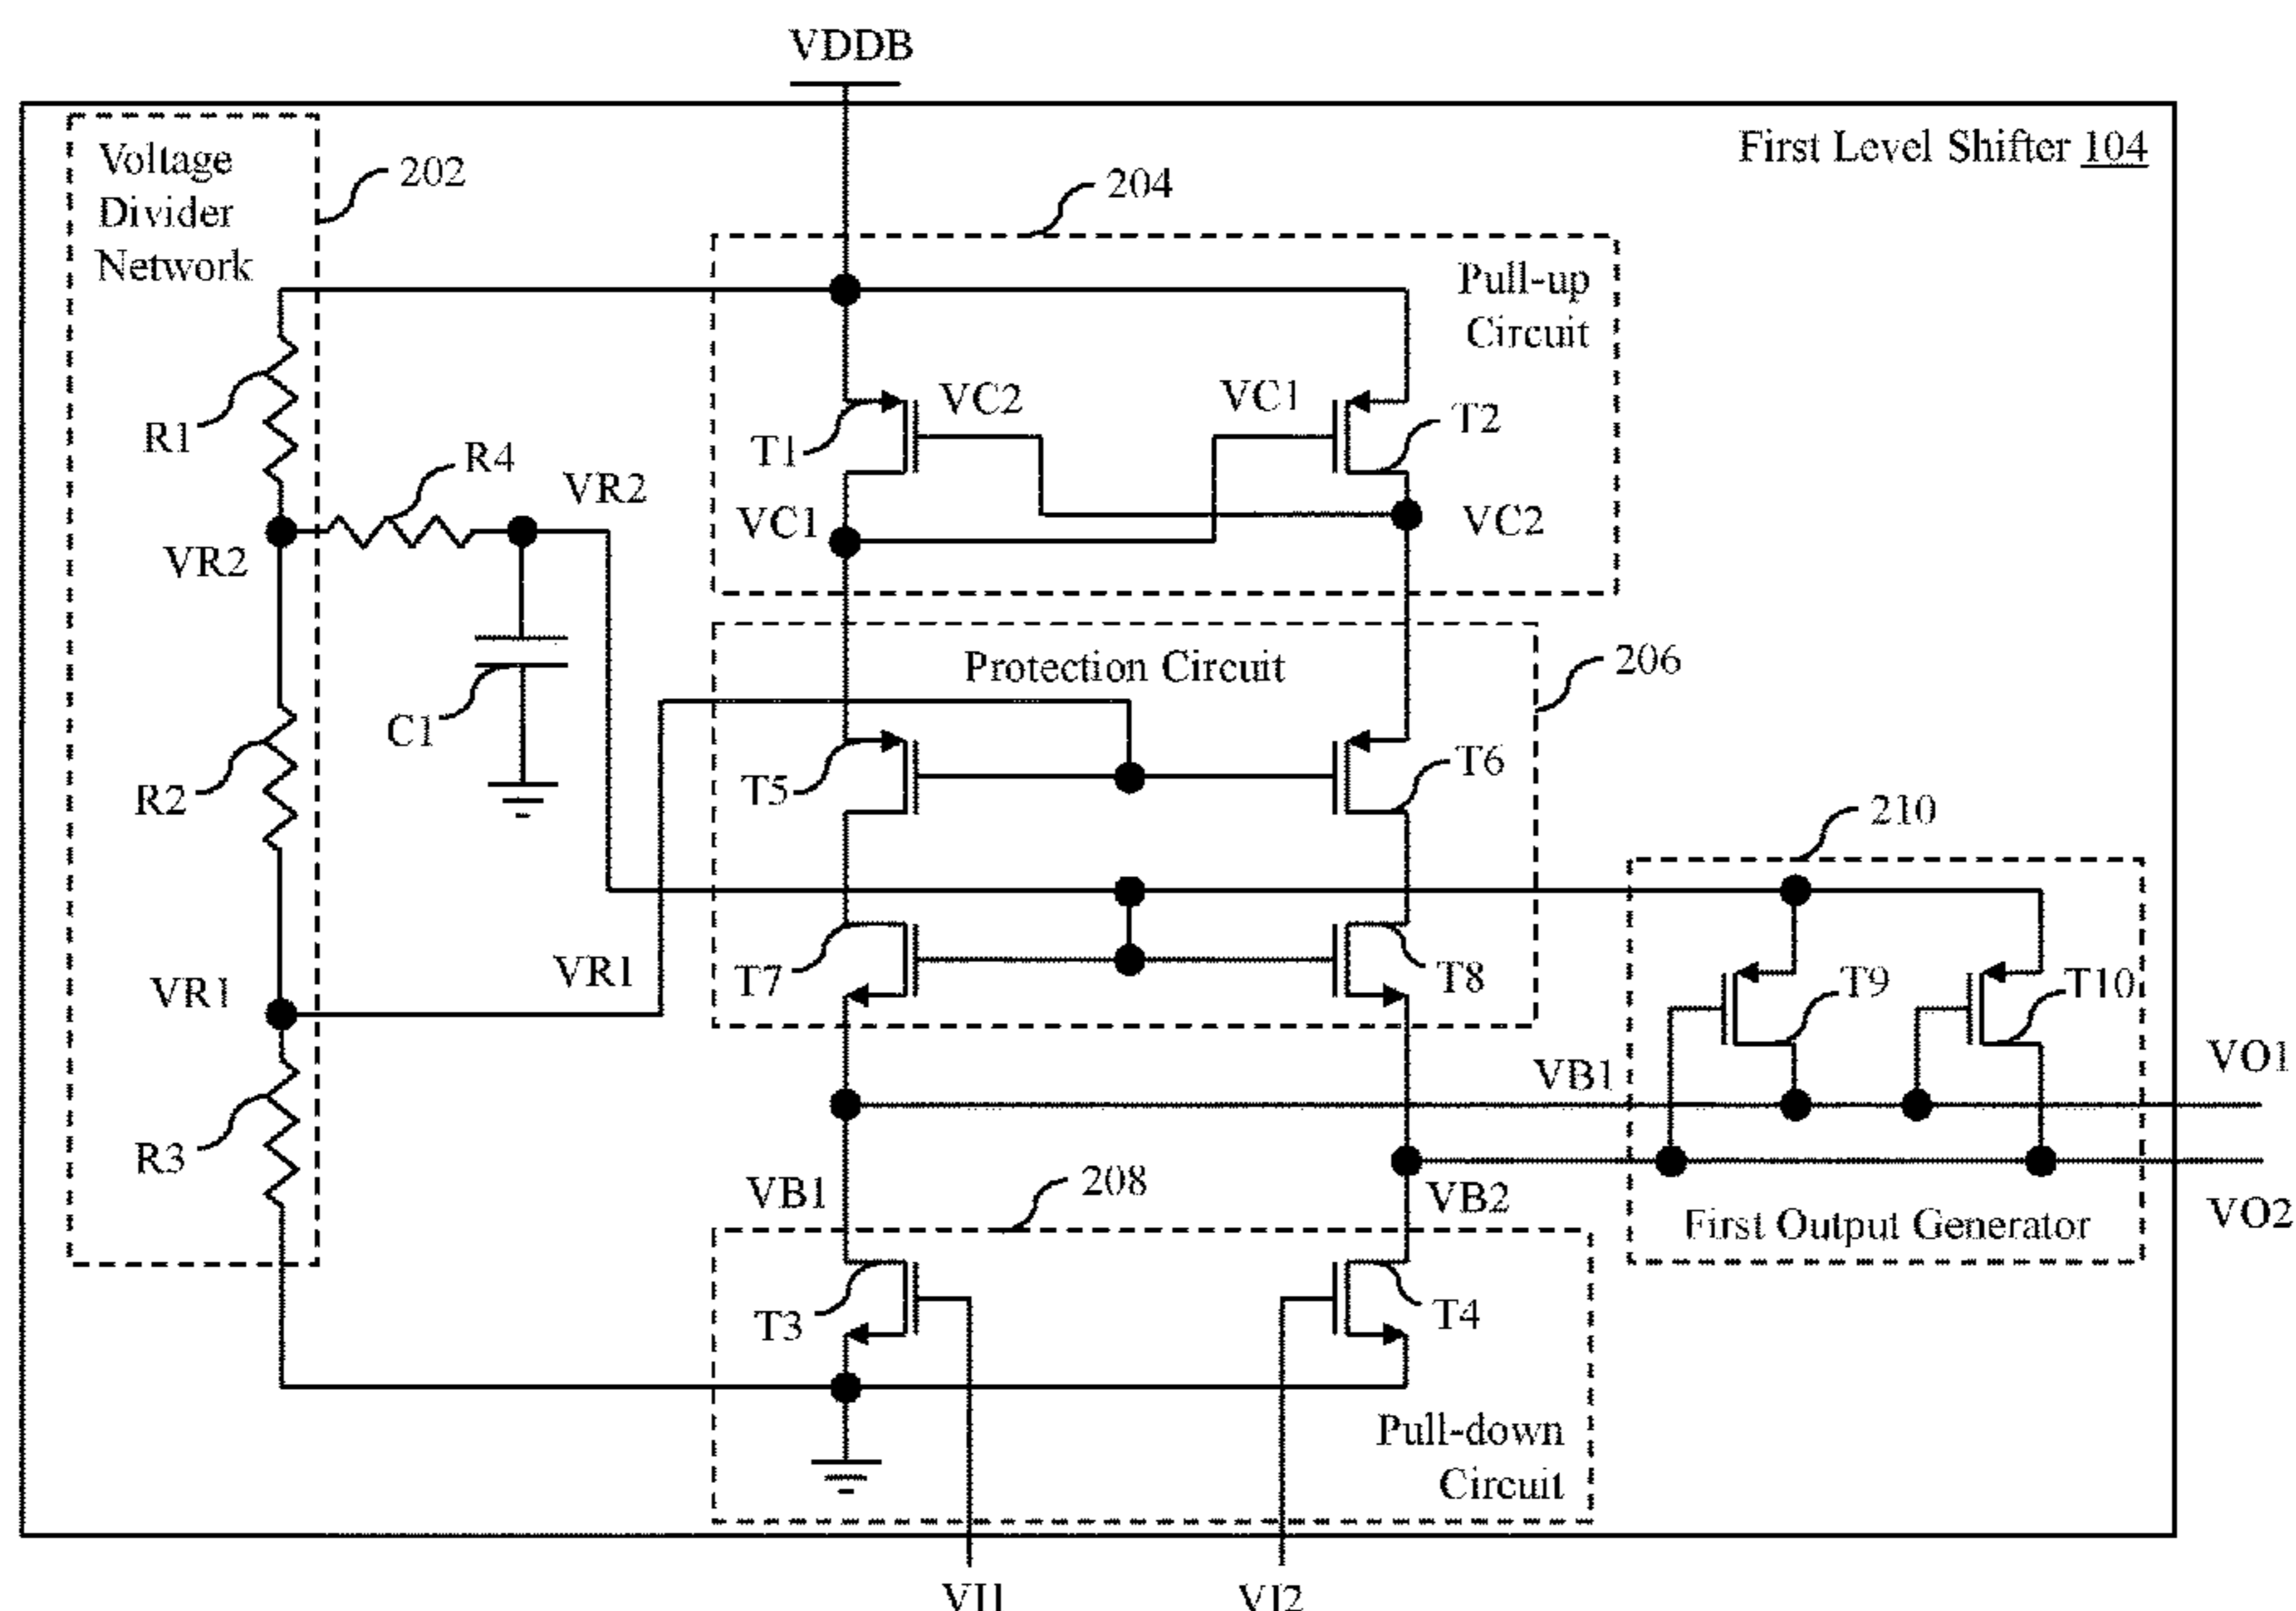 VDDB
First Level Shifter 104
Voltage
Divider
Network
202
204
Pull-up
Circuit
R1
R4
VR2
VC2
VC1
T1
T2
VR2
VC1
VC2
C1
Protection Circuit
206
R2
T5
T6
210
VR1
VR1
T7
T8
T9
T10
VB1
VO1
R3
VB1
208
VB2
First Output Generator
VO2
T3
T4
Pull-down
Circuit
VI1
VI2